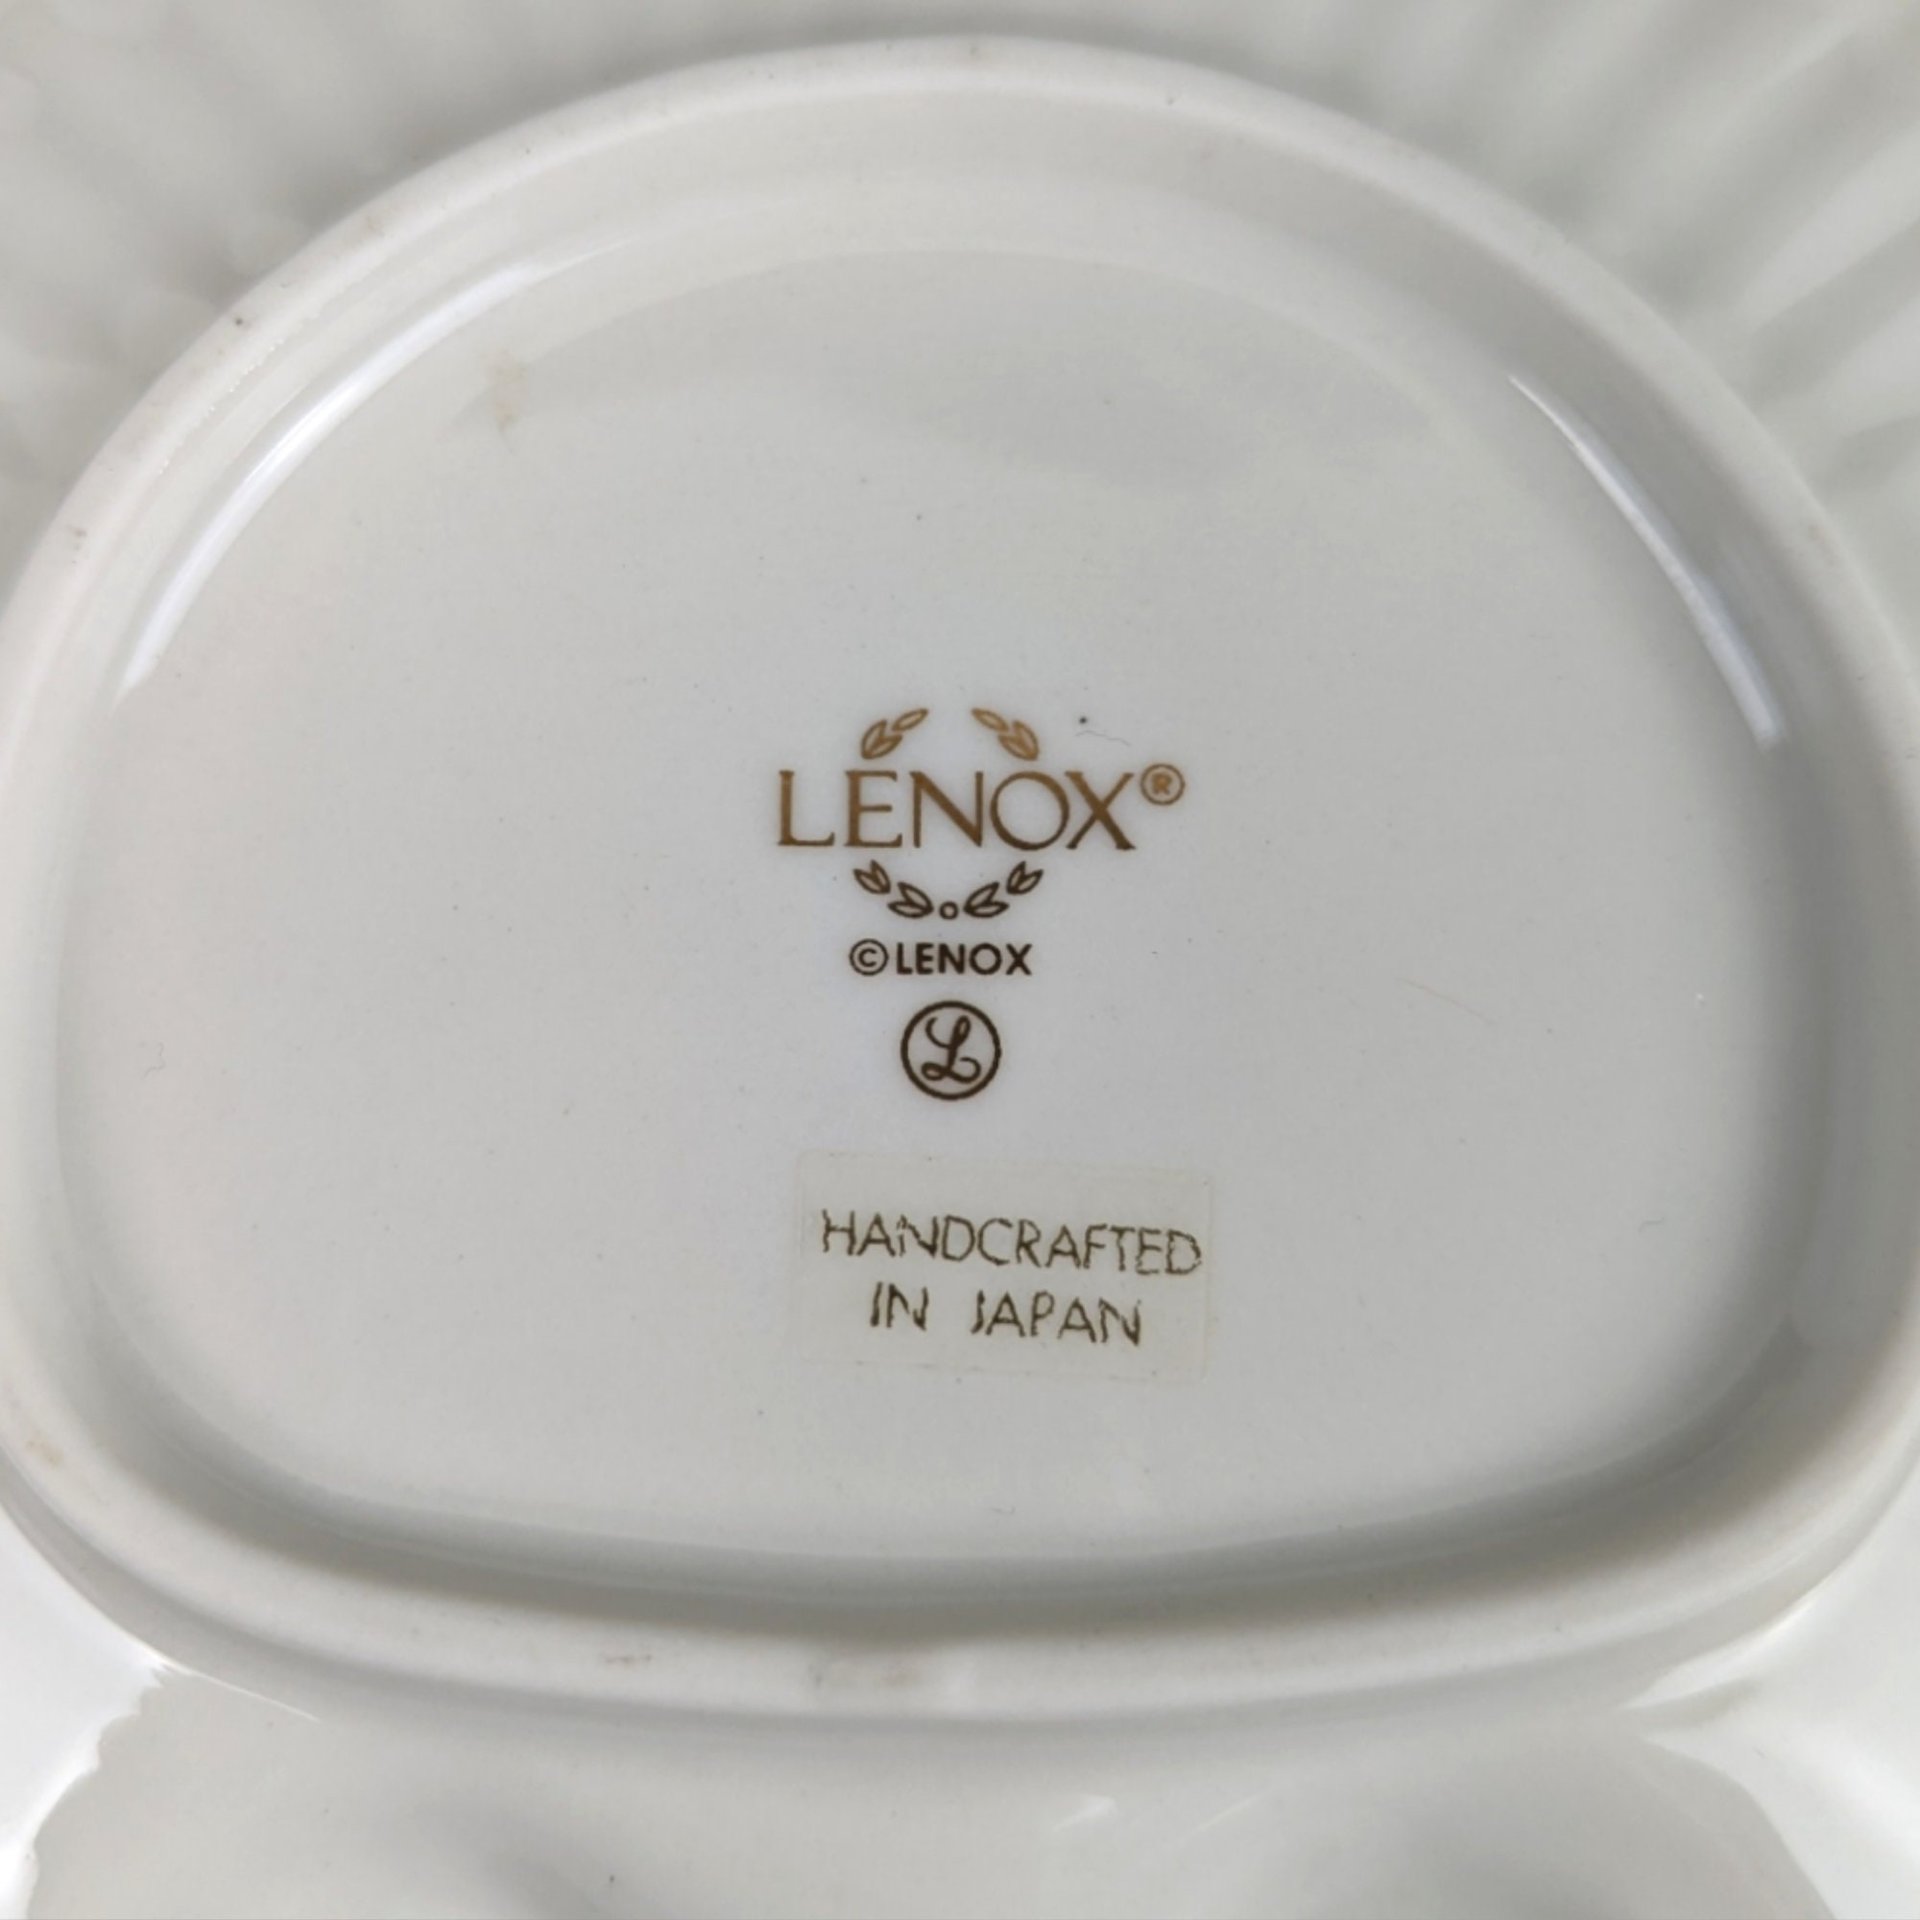 LENOX®
©LENOX
L
HANDCRAFTED
IN JAPAN